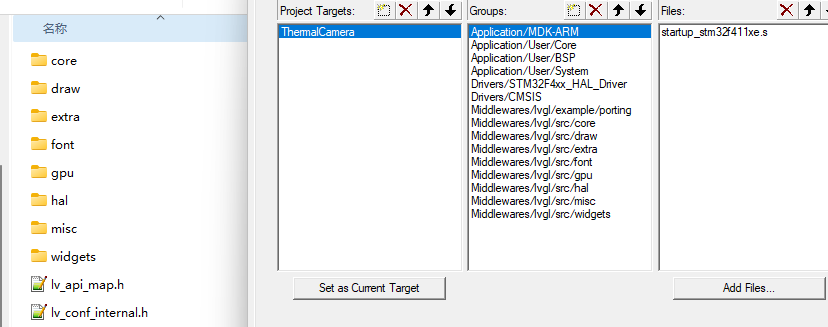 名称
core
draw
extra
font
gpu
hal
misc
widgets
lv_api_map.h
lv_conf_internal.h
Project Targets:
ThermalCamera
Set as Current Target
Groups:
Application/MDK-ARM
Application/User/Core
Application/User/BSP
Application/User/System
Drivers/STM32F4xx_HAL_Driver
Drivers/CMSIS
Middlewares/lvgl/example/porting
Middlewares/lvgl/src/core
Middlewares/lvgl/src/draw
Middlewares/lvgl/src/extra
Middlewares/lvgl/src/font
Middlewares/lvgl/src/gpu
Middlewares/lvgl/src/hal
Middlewares/lvgl/src/misc
Middlewares/lvgl/src/widgets
Files:
startup_stm32f411xe.s
Add Files...